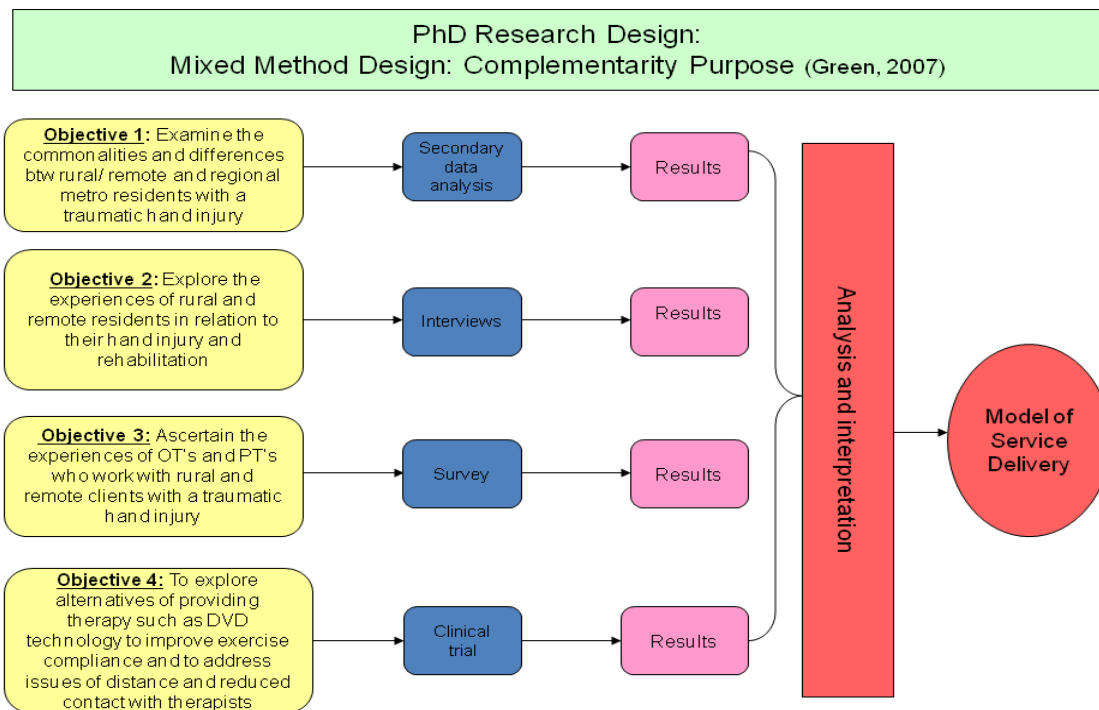 PhD Research Design:
Mixed Method Design: Complementarity Purpose (Green, 2007)
Objective 1: Examine the
commonalities and differences
btw rural/ remote and regional
metro residents with a
traumatic hand injury
Secondary
data
analysis
Results
Objective 2: Explore the
experiences of rural and
remote residents in relation to
their hand injury and
rehabilitation
Interviews
Results
Objective 3: Ascertain the
experiences of OT's and PT's
who work with rural and
remote clients with a traumatic
hand injury
Survey
Results
Objective 4: To explore
alternatives of providing
therapy such as DVD
technology to improve exercise
compliance and to address
issues of distance and reduced
contact with therapists
Clinical
trial
Results
Analysis and interpretation
Model of
Service
Delivery